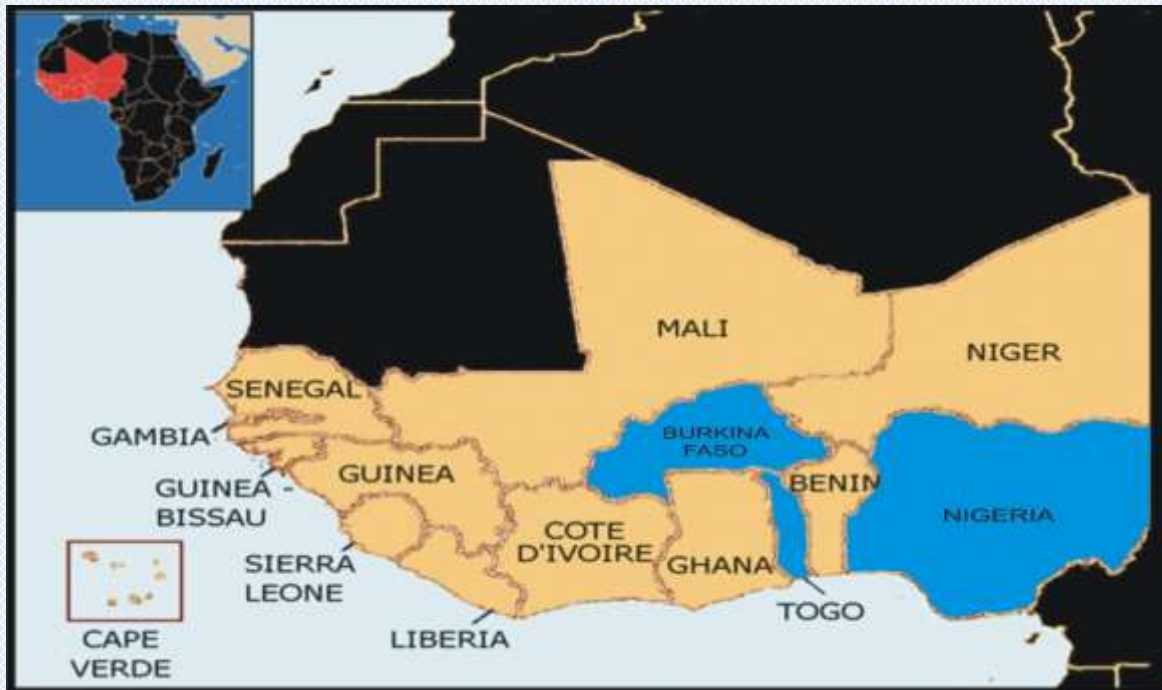 MALI
NIGER
SENEGAL
GAMBIA
BURKINA
FASO
GUINEA
GUINEA -
BISSAU
BENIN
NIGERIA
COTE
D'IVOIRE
GHANA
SIERRA
LEONE
TOGO
LIBERIA
CAPE
VERDE